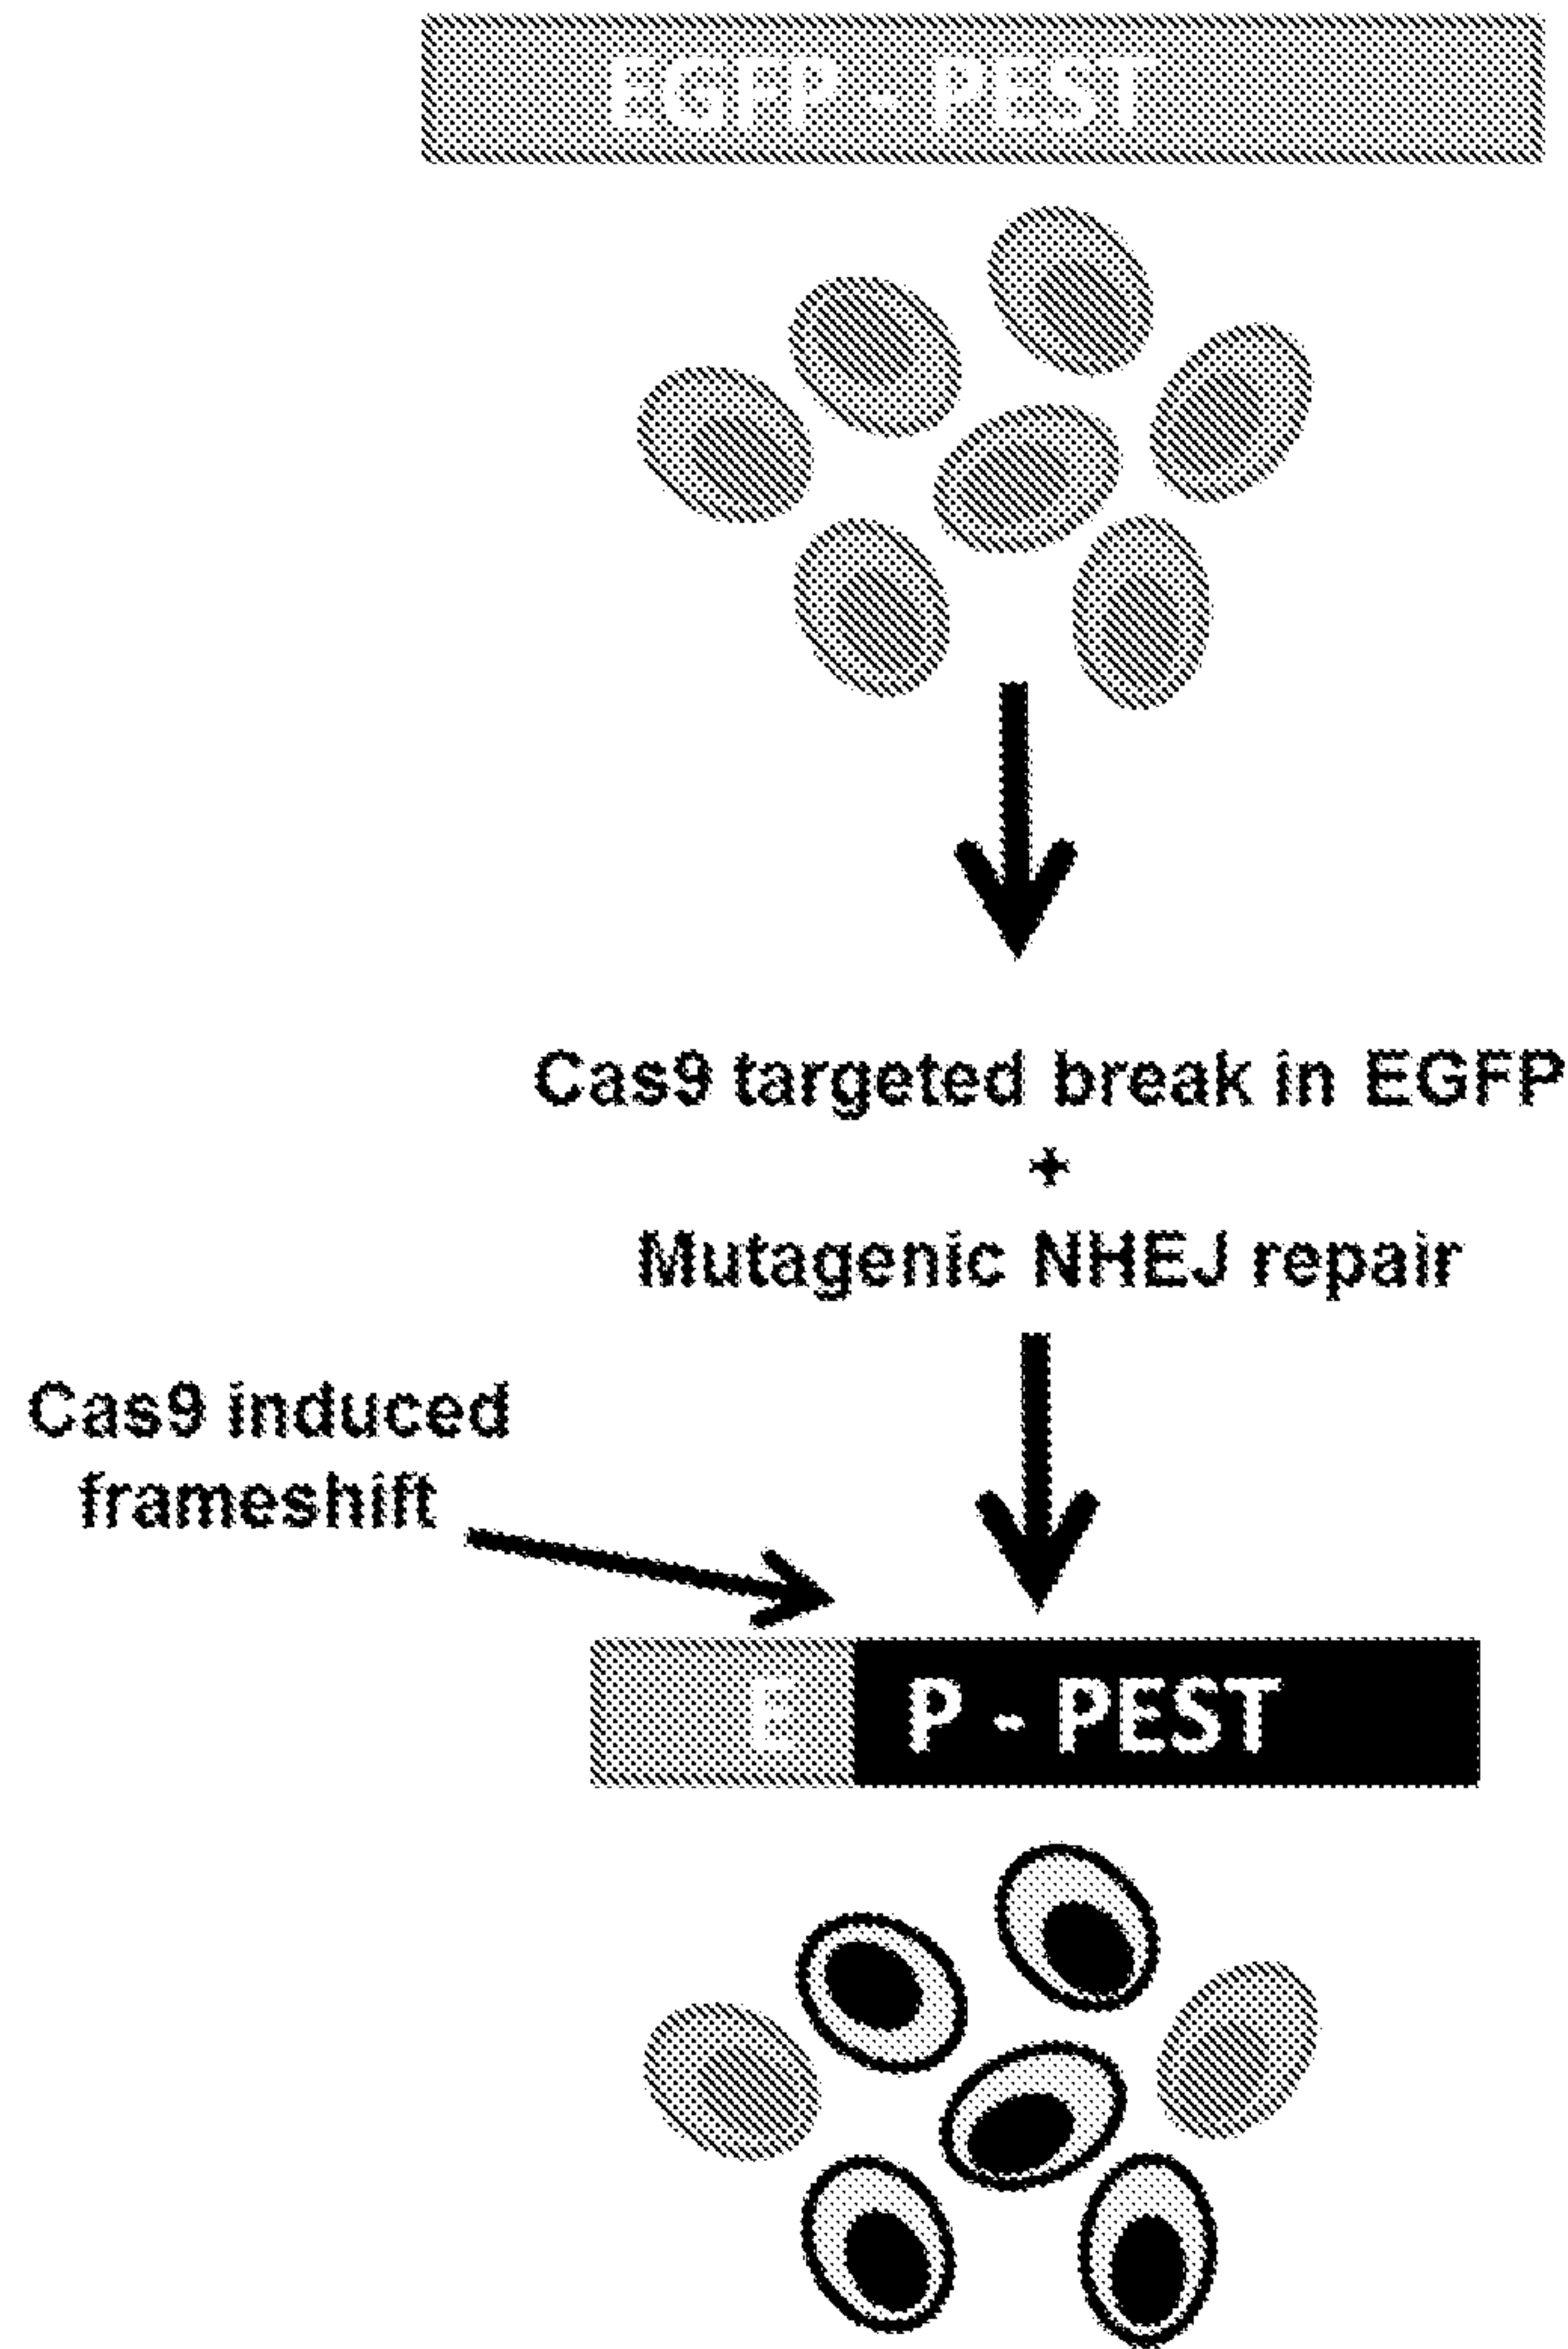 EGFP - PEST
Cas9 targeted break in EGFP
+
Mutagenic NHEJ repair
Cas9 induced
frameshift
E P - PEST